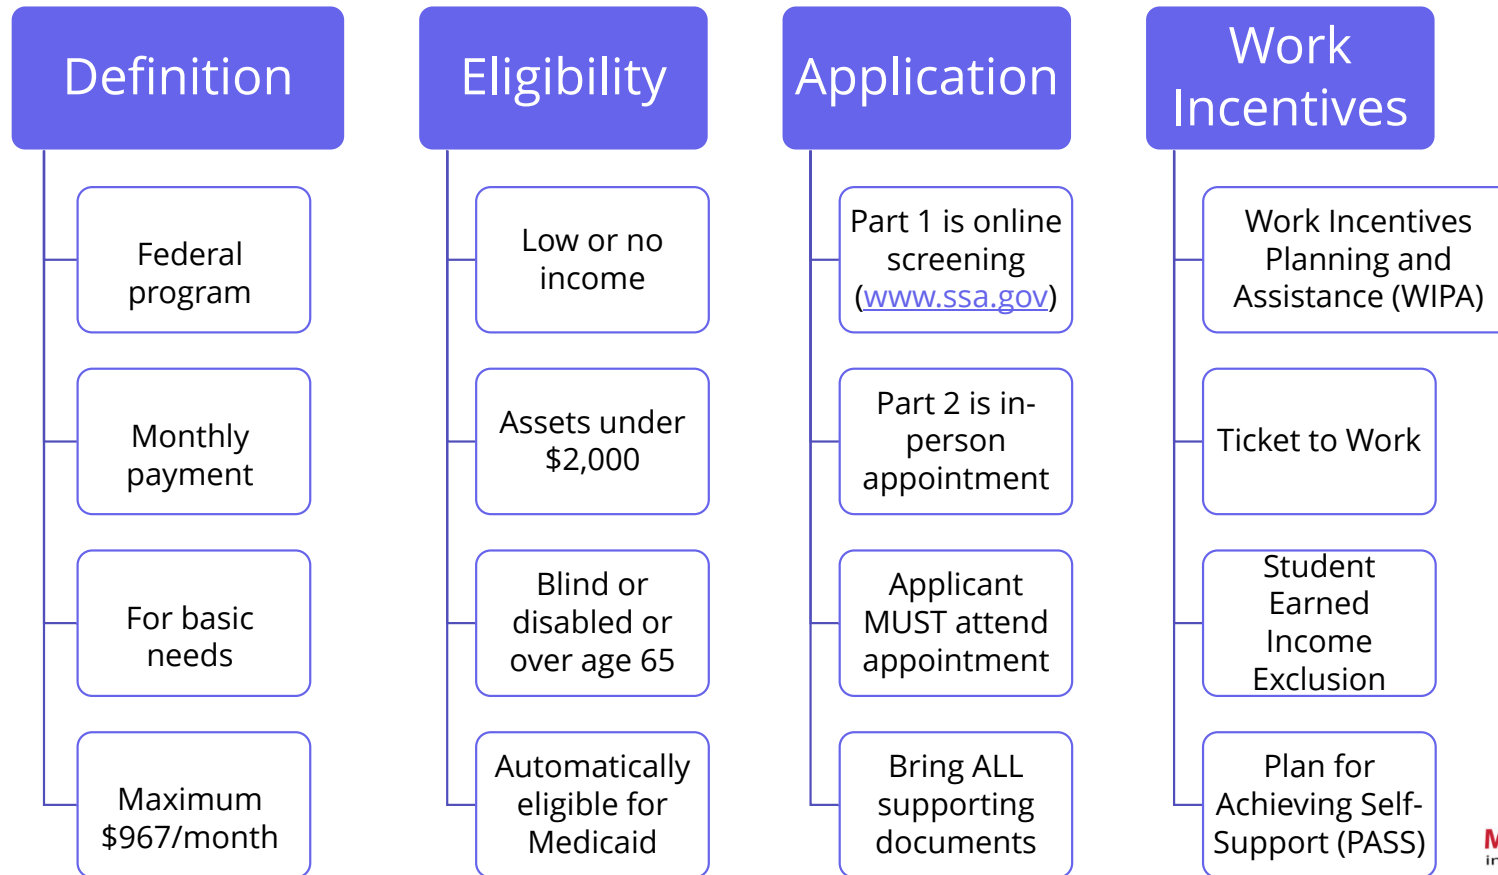 Definition
Federal
program
Monthly
payment
For basic
needs
Maximum
$967/month
Eligibility
Low or no
income
Assets under
$2,000
Blind or
disabled or
over age 65
Automatically
eligible for
Medicaid
Application
Part 1 is online
screening
(www.ssa.gov)
Part 2 is in-
person
appointment
Applicant
MUST attend
appointment
Bring ALL
supporting
documents
Work
Incentives
Work Incentives
Planning and
Assistance (WIPA)
Ticket to Work
Student
Earned
Income
Exclusion
Plan for
Achieving Self-
Support (PASS)